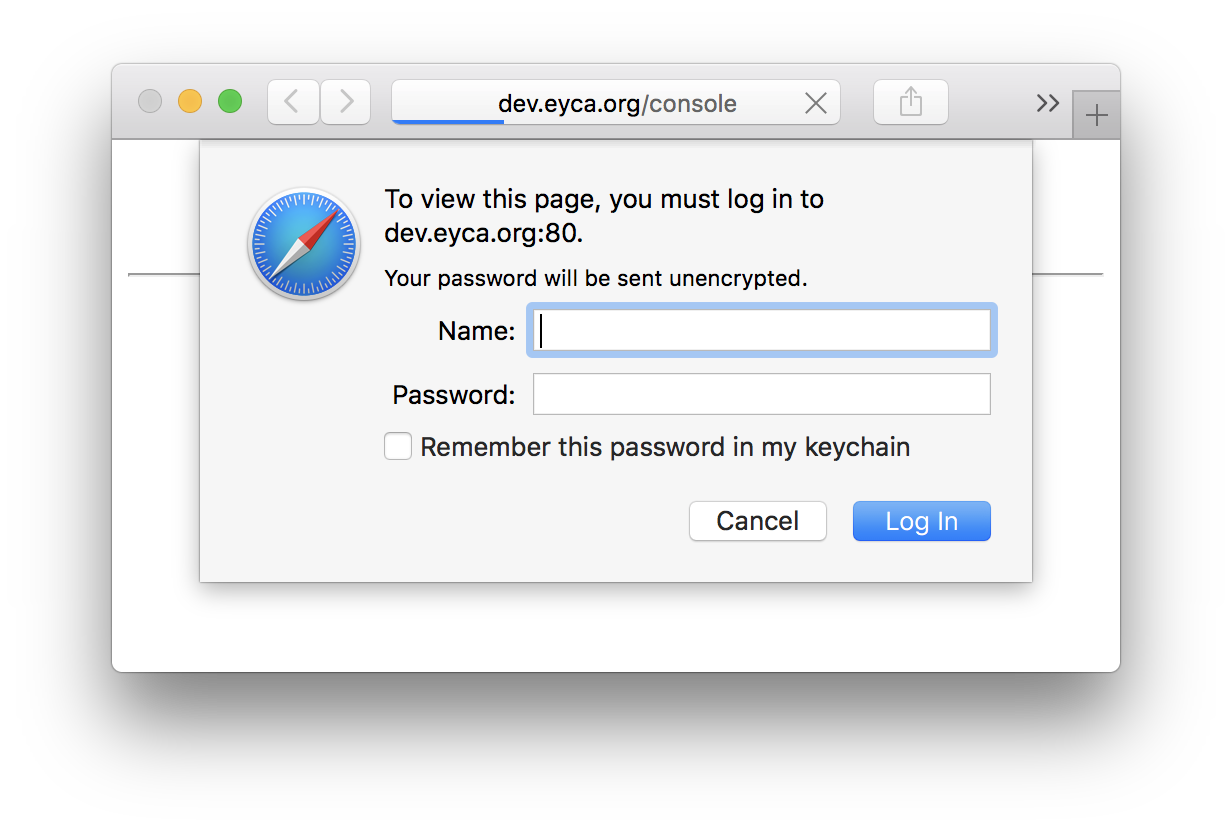 dev.eyca.org/console
To view this page, you must log in to
dev.eyca.org:80.
Your password will be sent unencrypted.
Name:
Password:
Remember this password in my keychain
Cancel Log In